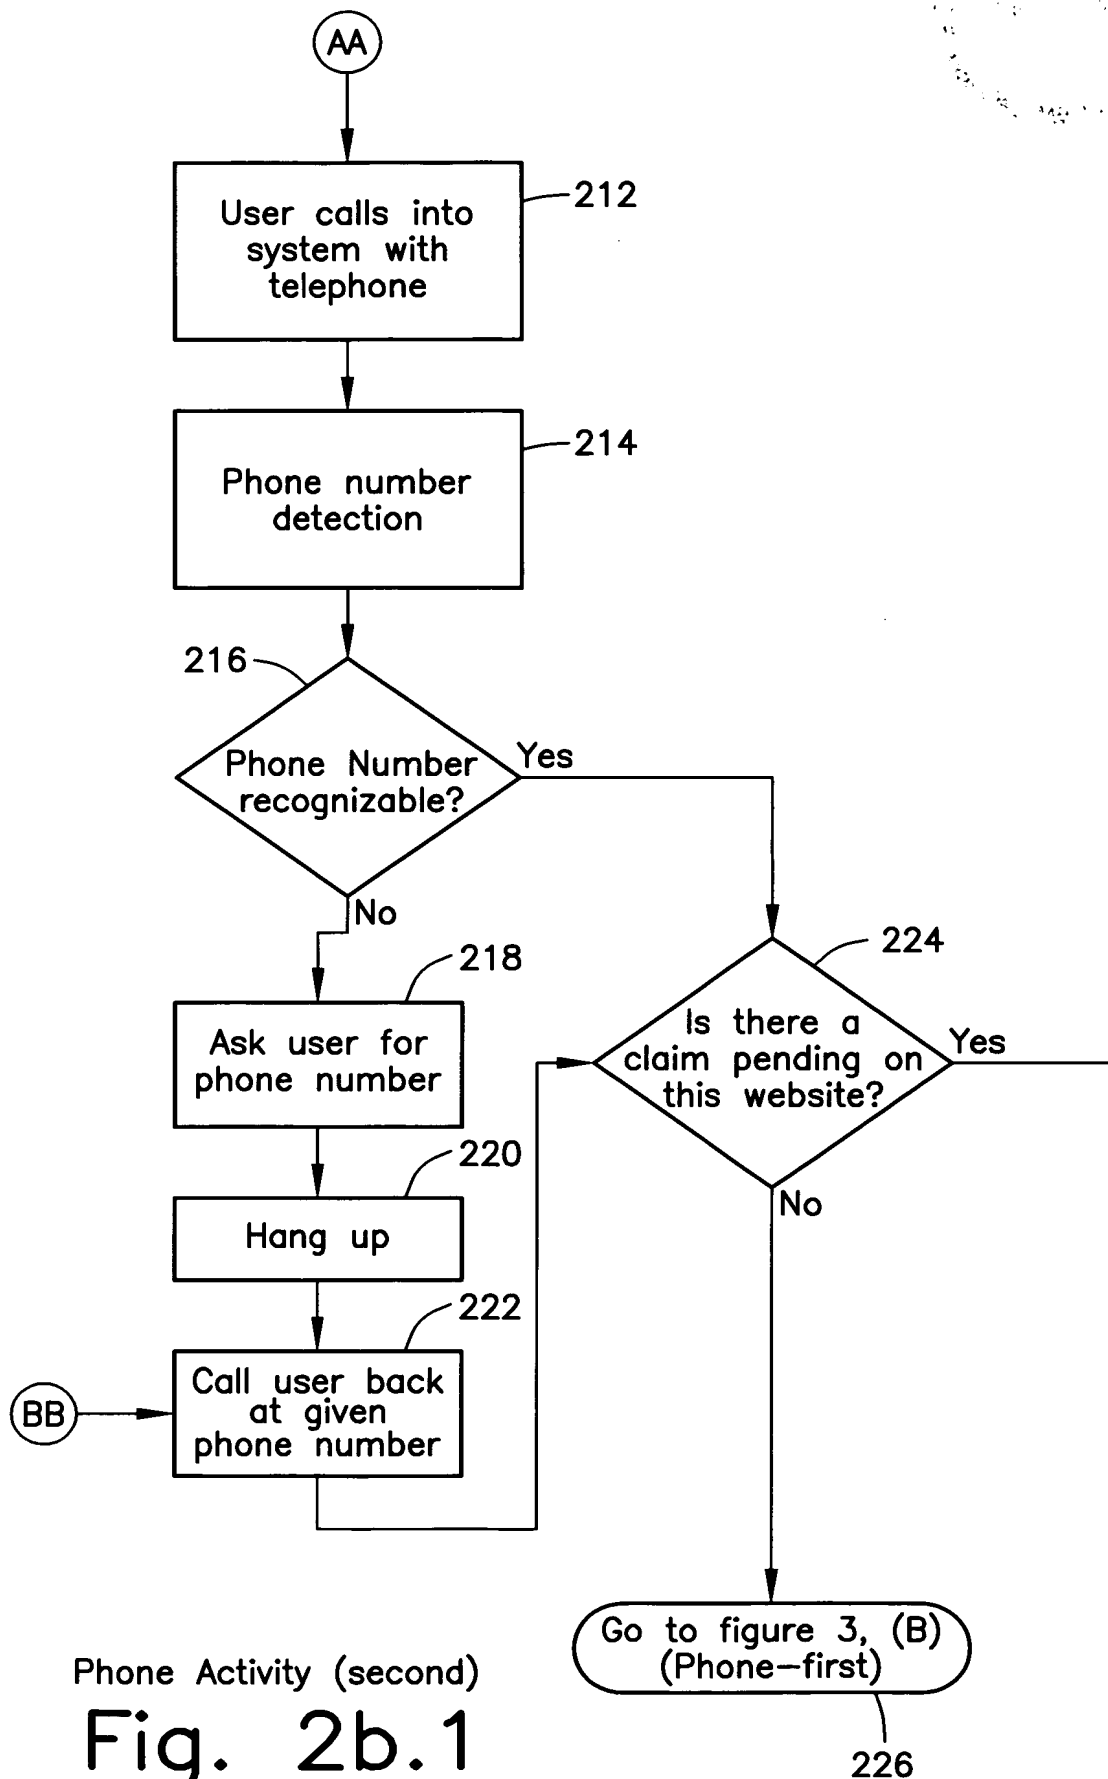 AA
User calls into
system with
telephone
212
Phone number
detection
214
216
Phone Number
recognizable?
Yes
No
218
Ask user for
phone number
220
Hang up
222
Call user back
at given
phone number
BB
224
Is there a
claim pending on
this website?
Yes
No
Go to figure 3, (B)
(Phone-first)
226
Phone Activity (second)
Fig. 2b.1